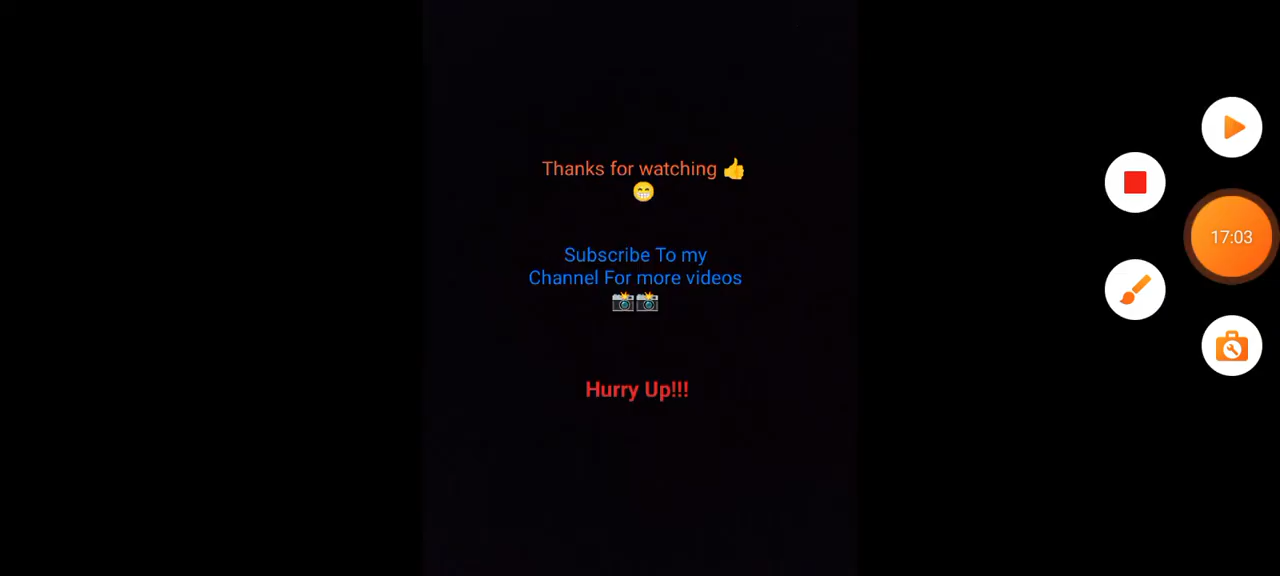 Thanks for watching 👍
😁
Subscribe To my
Channel For more videos
📸📸
Hurry Up!!!
17:03